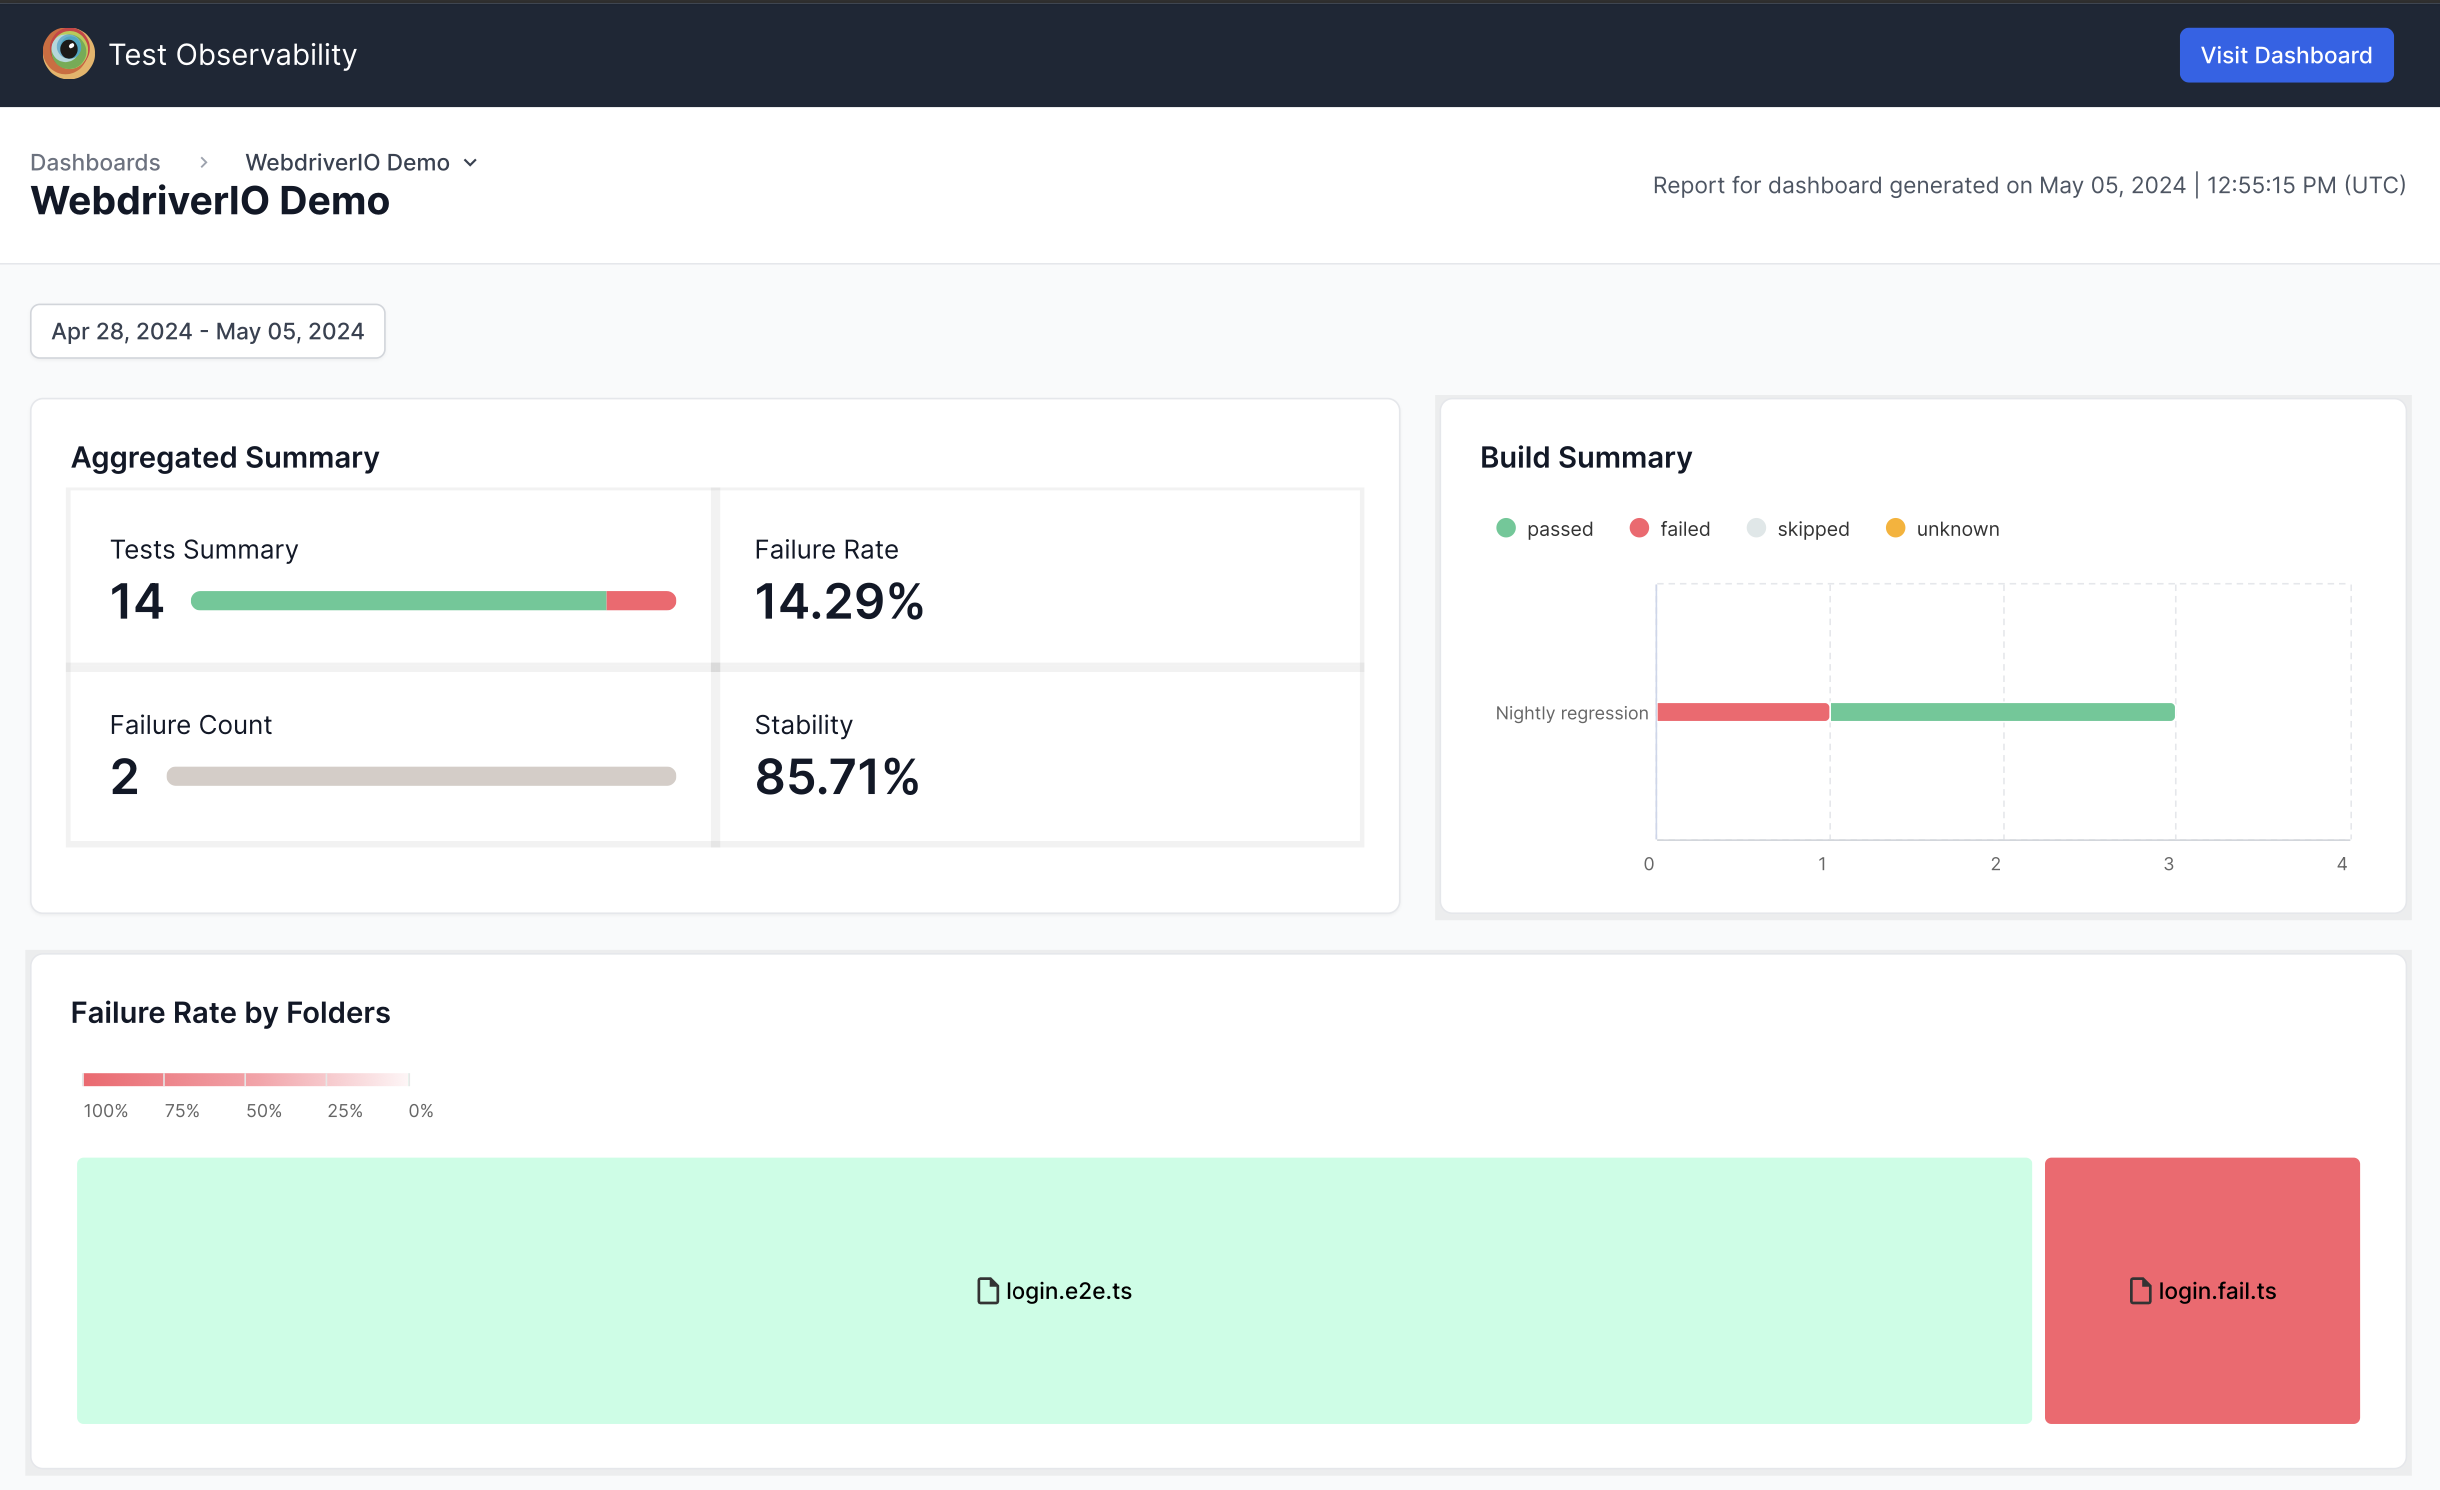 Test Observability
Visit Dashboard
Dashboards
WebdriverIO Demo
WebdriverIO Demo
Report for dashboard generated on May 05, 2024 | 12:55:15 PM (UTC)
Apr 28, 2024 - May 05, 2024
Aggregated Summary
Tests Summary
14
Failure Rate
14.29%
Failure Count
2
Stability
85.71%
Build Summary
passed failed skipped unknown
Nightly regression
0 1 2 3 4
Failure Rate by Folders
100% 75% 50% 25% 0%
login.e2e.ts
login.fail.ts